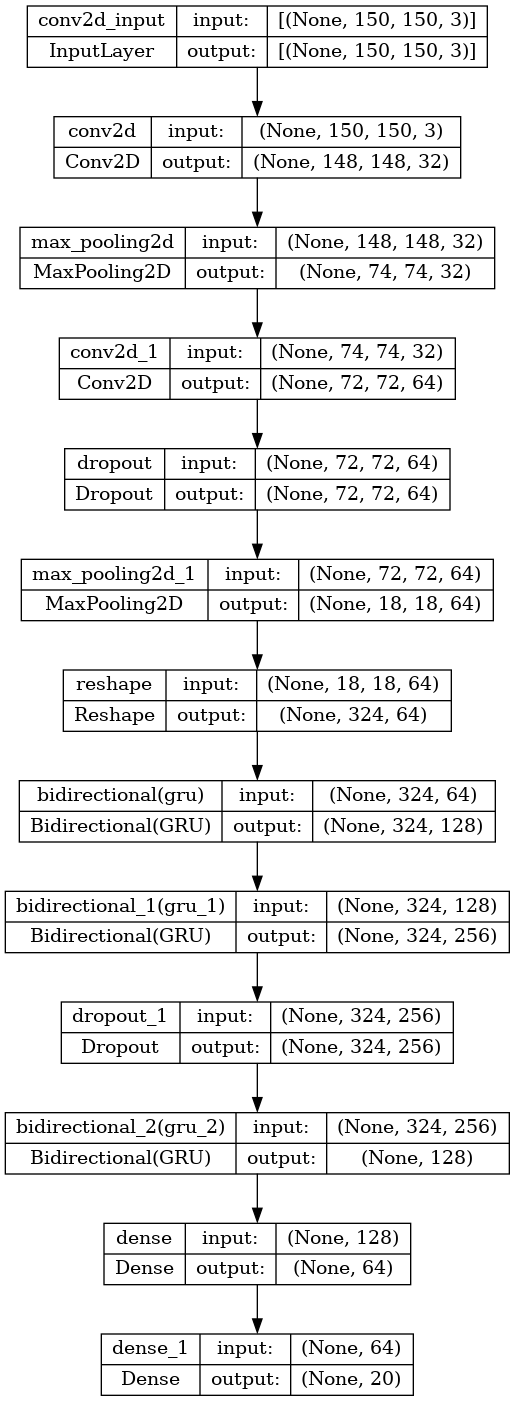 conv2d_input input: [(None, 150, 150, 3)]
InputLayer output: [(None, 150, 150, 3)]
conv2d input: (None, 150, 150, 3)
Conv2D output: (None, 148, 148, 32)
max_pooling2d input: (None, 148, 148, 32)
MaxPooling2D output: (None, 74, 74, 32)
conv2d_1 input: (None, 74, 74, 32)
Conv2D output: (None, 72, 72, 64)
dropout input: (None, 72, 72, 64)
Dropout output: (None, 72, 72, 64)
max_pooling2d_1 input: (None, 72, 72, 64)
MaxPooling2D output: (None, 18, 18, 64)
reshape input: (None, 18, 18, 64)
Reshape output: (None, 324, 64)
bidirectional(gru) input: (None, 324, 64)
Bidirectional(GRU) output: (None, 324, 128)
bidirectional_1(gru_1) input: (None, 324, 128)
Bidirectional(GRU) output: (None, 324, 256)
dropout_1 input: (None, 324, 256)
Dropout output: (None, 324, 256)
bidirectional_2(gru_2) input: (None, 324, 256)
Bidirectional(GRU) output: (None, 128)
dense input: (None, 128)
Dense output: (None, 64)
dense_1 input: (None, 64)
Dense output: (None, 20)